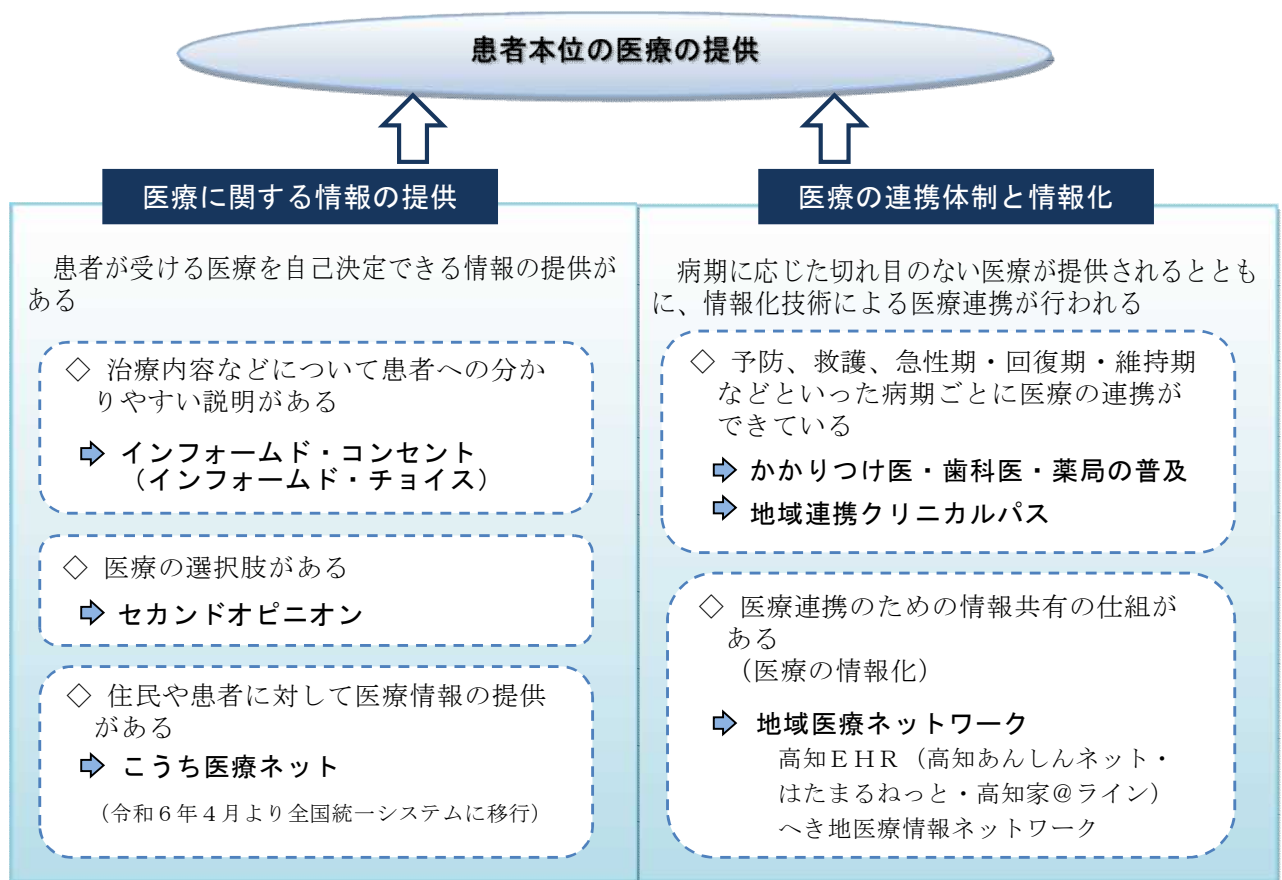 患者本位の医療の提供
医療に関する情報の提供
患者が受ける医療を自己決定できる情報の提供が
ある
◇ 治療内容などについて患者への分か
りやすい説明がある
インフォームド・コンセント
（インフォームド・チョイス）
◇ 医療の選択肢がある
セカンドオピニオン
◇ 住民や患者に対して医療情報の提供
がある
こうち医療ネット
（令和６年４月より全国統一システムに移行）
医療の連携体制と情報化
病期に応じた切れ目のない医療が提供されるととも
に、情報化技術による医療連携が行われる
◇ 予防、救護、急性期・回復期・維持期
などといった病期ごとに医療の連携が
できている
かかりつけ医・歯科医・薬局の普及
地域連携クリニカルパス
◇ 医療連携のための情報共有の仕組が
ある
（医療の情報化）
地域医療ネットワーク
高知ＥＨＲ（高知あんしんネット・
はたまるねっと・高知家＠ライン）
へき地医療情報ネットワーク